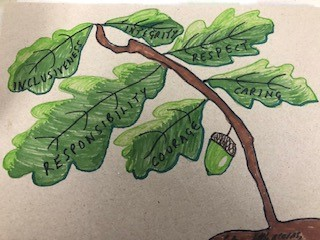 INTEGRITY
INCLUSIVENESS
RESPECT
CARING
RESPONSIBILITY
COURAGE